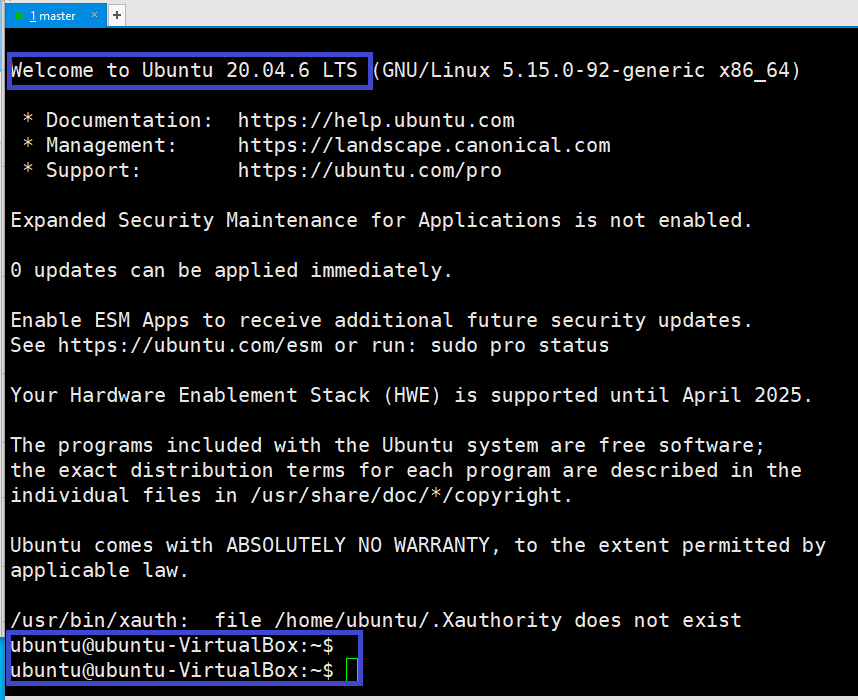 1 master × +
Welcome to Ubuntu 20.04.6 LTS (GNU/Linux 5.15.0-92-generic x86_64)
* Documentation:  https://help.ubuntu.com
* Management:     https://landscape.canonical.com
* Support:        https://ubuntu.com/pro
Expanded Security Maintenance for Applications is not enabled.
0 updates can be applied immediately.
Enable ESM Apps to receive additional future security updates.
See https://ubuntu.com/esm or run: sudo pro status
Your Hardware Enablement Stack (HWE) is supported until April 2025.
The programs included with the Ubuntu system are free software;
the exact distribution terms for each program are described in the
individual files in /usr/share/doc/*/copyright.
Ubuntu comes with ABSOLUTELY NO WARRANTY, to the extent permitted by
applicable law.
/usr/bin/xauth:  file /home/ubuntu/.Xauthority does not exist
ubuntu@ubuntu-VirtualBox:~$
ubuntu@ubuntu-VirtualBox:~$